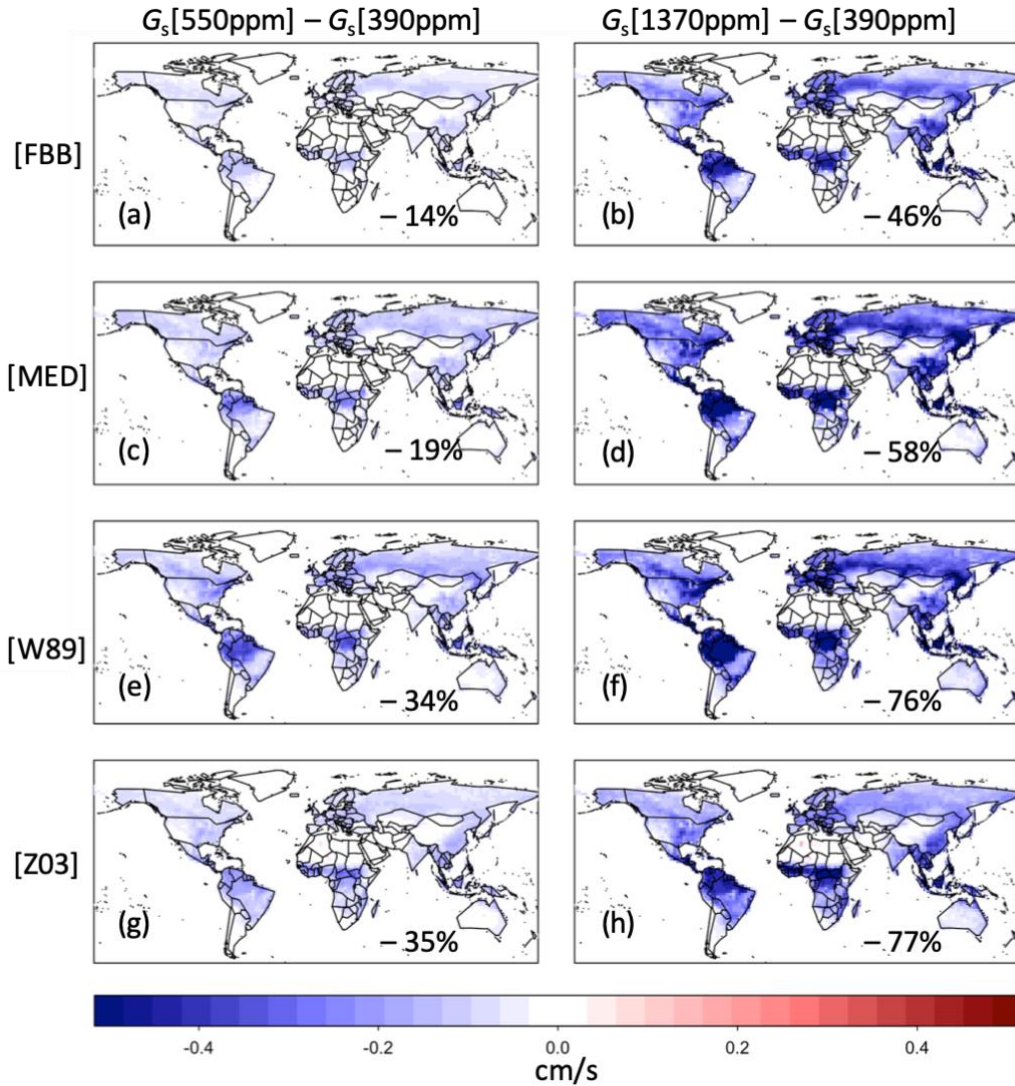 Gs[550ppm] – Gs[390ppm] Gs[1370ppm] – Gs[390ppm]
[FBB] (a) – 14% (b) – 46%
[MED] (c) – 19% (d) – 58%
[W89] (e) – 34% (f) – 76%
[Z03] (g) – 35% (h) – 77%
-0.4 -0.2 0.0 0.2 0.4
cm/s